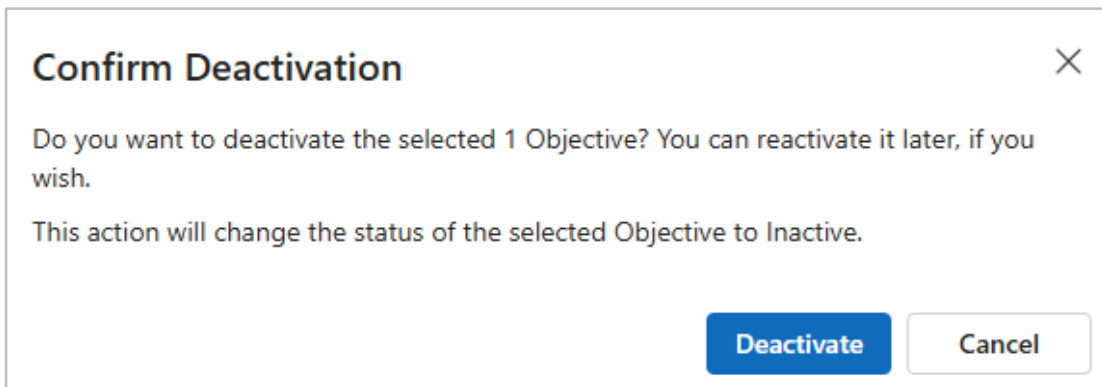 Confirm Deactivation
Do you want to deactivate the selected 1 Objective? You can reactivate it later, if you
wish.
This action will change the status of the selected Objective to Inactive.
Deactivate
Cancel